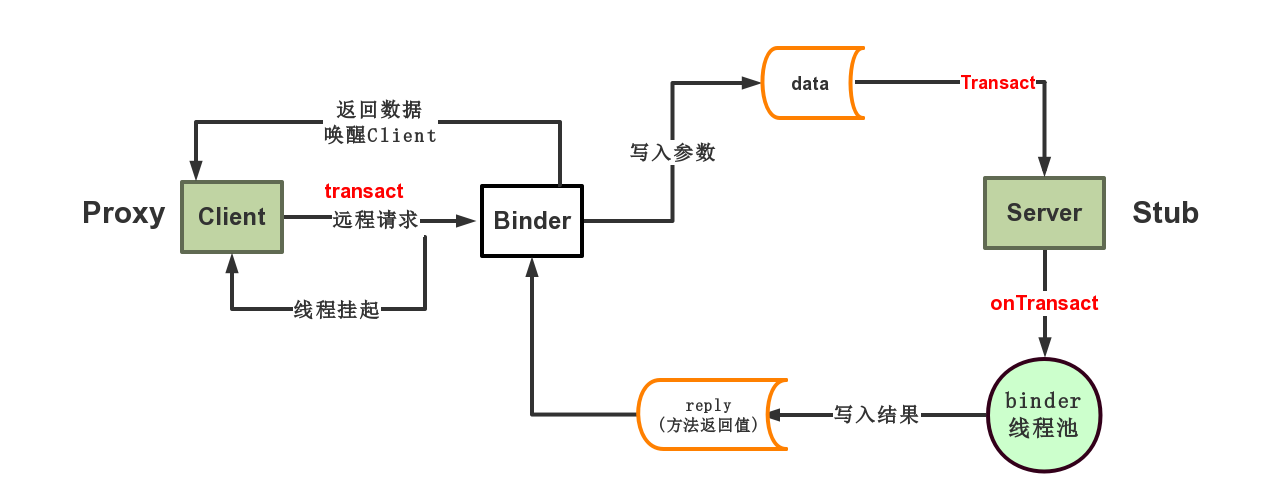 data
Transact
返回数据
唤醒Client
写入参数
transact
Proxy
Client
远程请求
Binder
Server
Stub
线程挂起
onTransact
binder
线程池
reply
(方法返回值)
写入结果